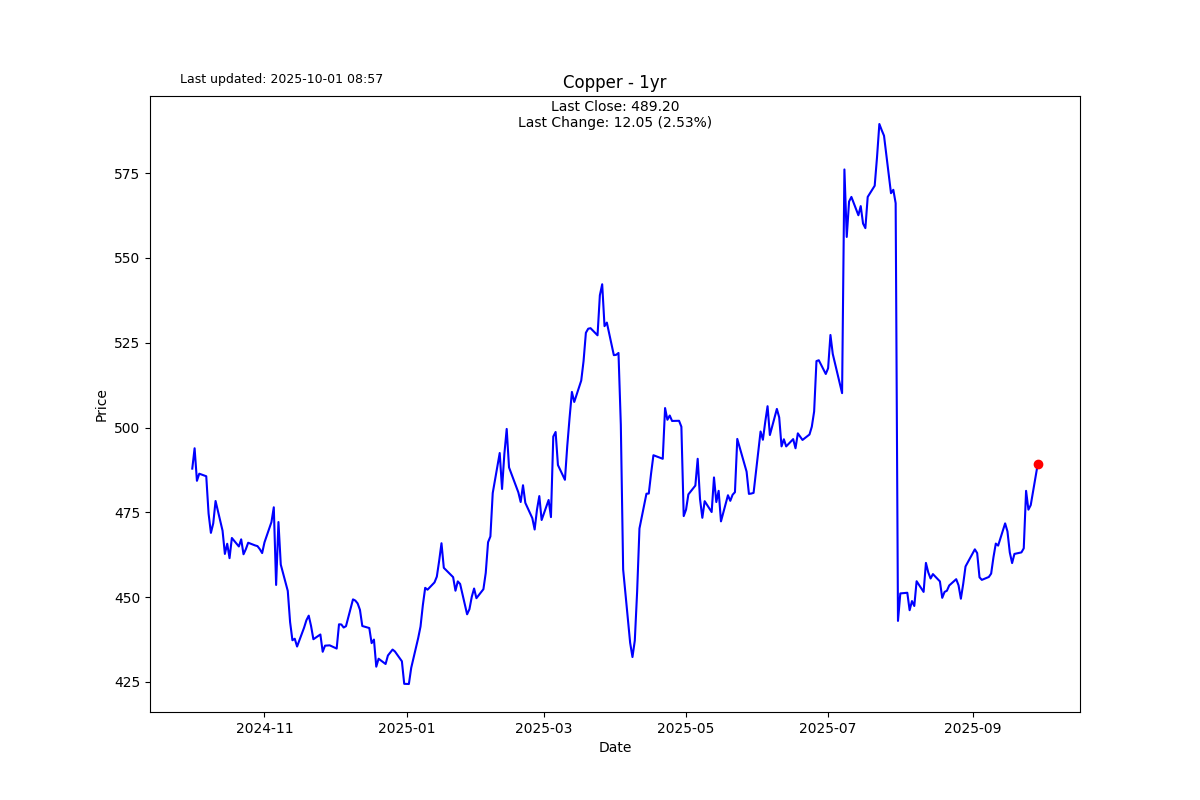 Last updated: 2025-10-01 08:57
Copper - 1yr
Last Close: 489.20
Last Change: 12.05 (2.53%)
575
550
525
500
475
450
425
Price
2024-11
2025-01
2025-03
2025-05
2025-07
2025-09
Date